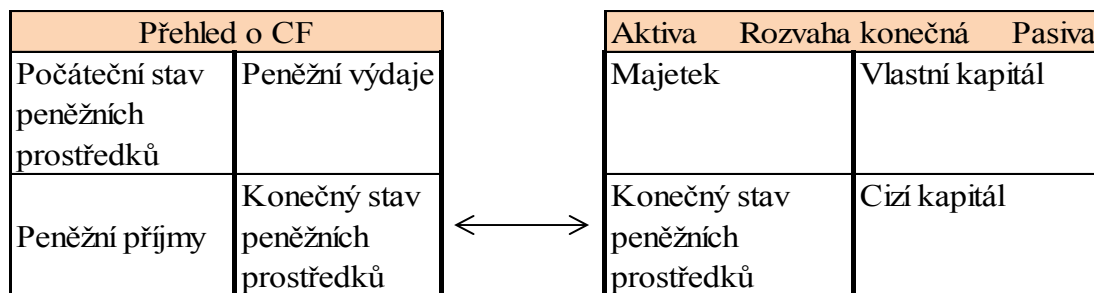 Přehled o CF
Počáteční stav
peněžních
prostředků
Peněžní výdaje
Peněžní příjmy
Konečný stav
peněžních
prostředků
Aktiva Rozvaha konečná Pasiva
Majetek
Vlastní kapitál
Konečný stav
peněžních
prostředků
Cizí kapitál